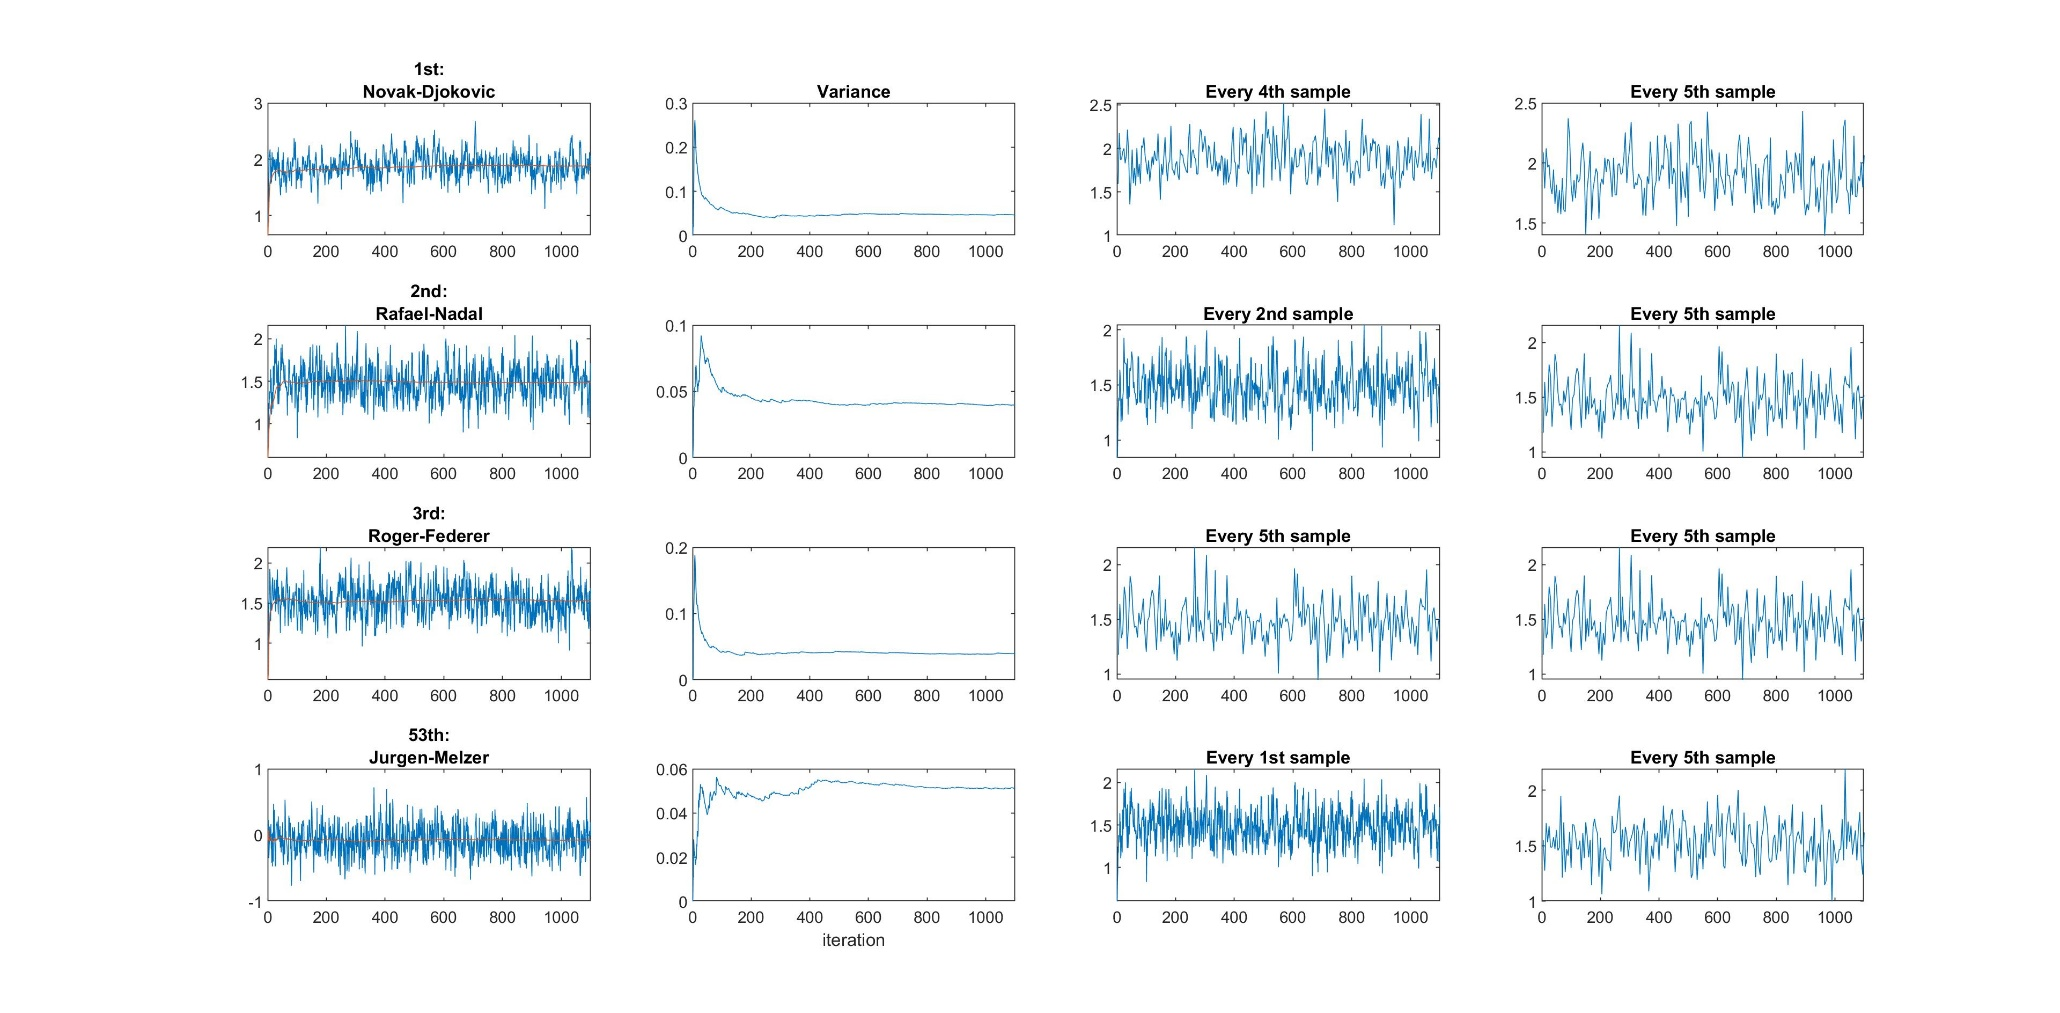 1st:
Novak-Djokovic
Variance
Every 4th sample
Every 5th sample
3
2
1
0 200 400 600 800 1000
0.3
0.2
0.1
0
0 200 400 600 800 1000
2.5
2
1.5
1
0 200 400 600 800 1000
2.5
2
1.5
0 200 400 600 800 1000
2nd:
Rafael-Nadal
Every 2nd sample
Every 5th sample
2
1.5
1
0 200 400 600 800 1000
0.1
0.05
0
0 200 400 600 800 1000
2
1.5
1
0 200 400 600 800 1000
2
1.5
1
0 200 400 600 800 1000
3rd:
Roger-Federer
Every 5th sample
Every 5th sample
2
1.5
1
0 200 400 600 800 1000
0.2
0.1
0
0 200 400 600 800 1000
2
1.5
1
0 200 400 600 800 1000
2
1.5
1
0 200 400 600 800 1000
53th:
Jurgen-Melzer
Every 1st sample
Every 5th sample
1
0
-1
0 200 400 600 800 1000
0.06
0.04
0.02
0
0 200 400 600 800 1000
iteration
2
1.5
1
0 200 400 600 800 1000
2
1.5
1
0 200 400 600 800 1000